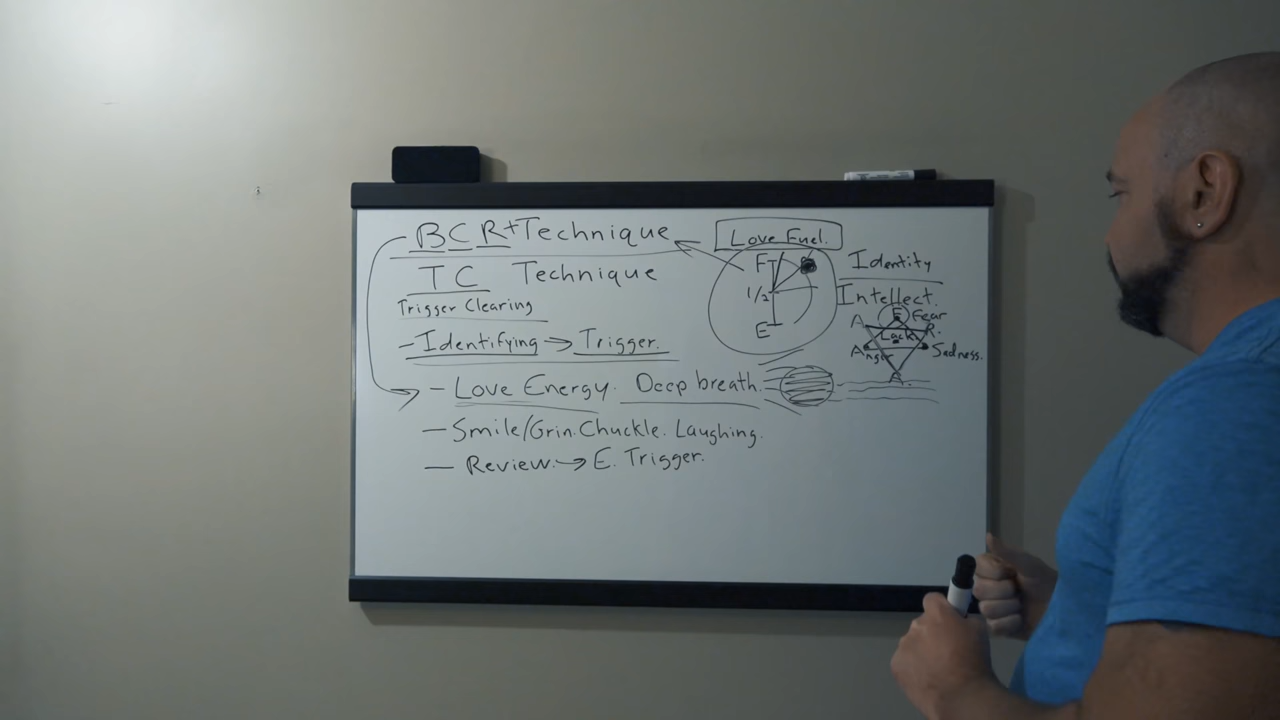 BCR+Technique
TC Technique
Trigger Clearing
- Identifying → Trigger.
- Love Energy. Deep breath.
- Smile/Grin. Chuckle. Laughing.
- Review. → E. Trigger.
Love Fuel.
F
1/2
E
Identity
Intellect.
E Fear
A R.
Lack
Anger Sadness.